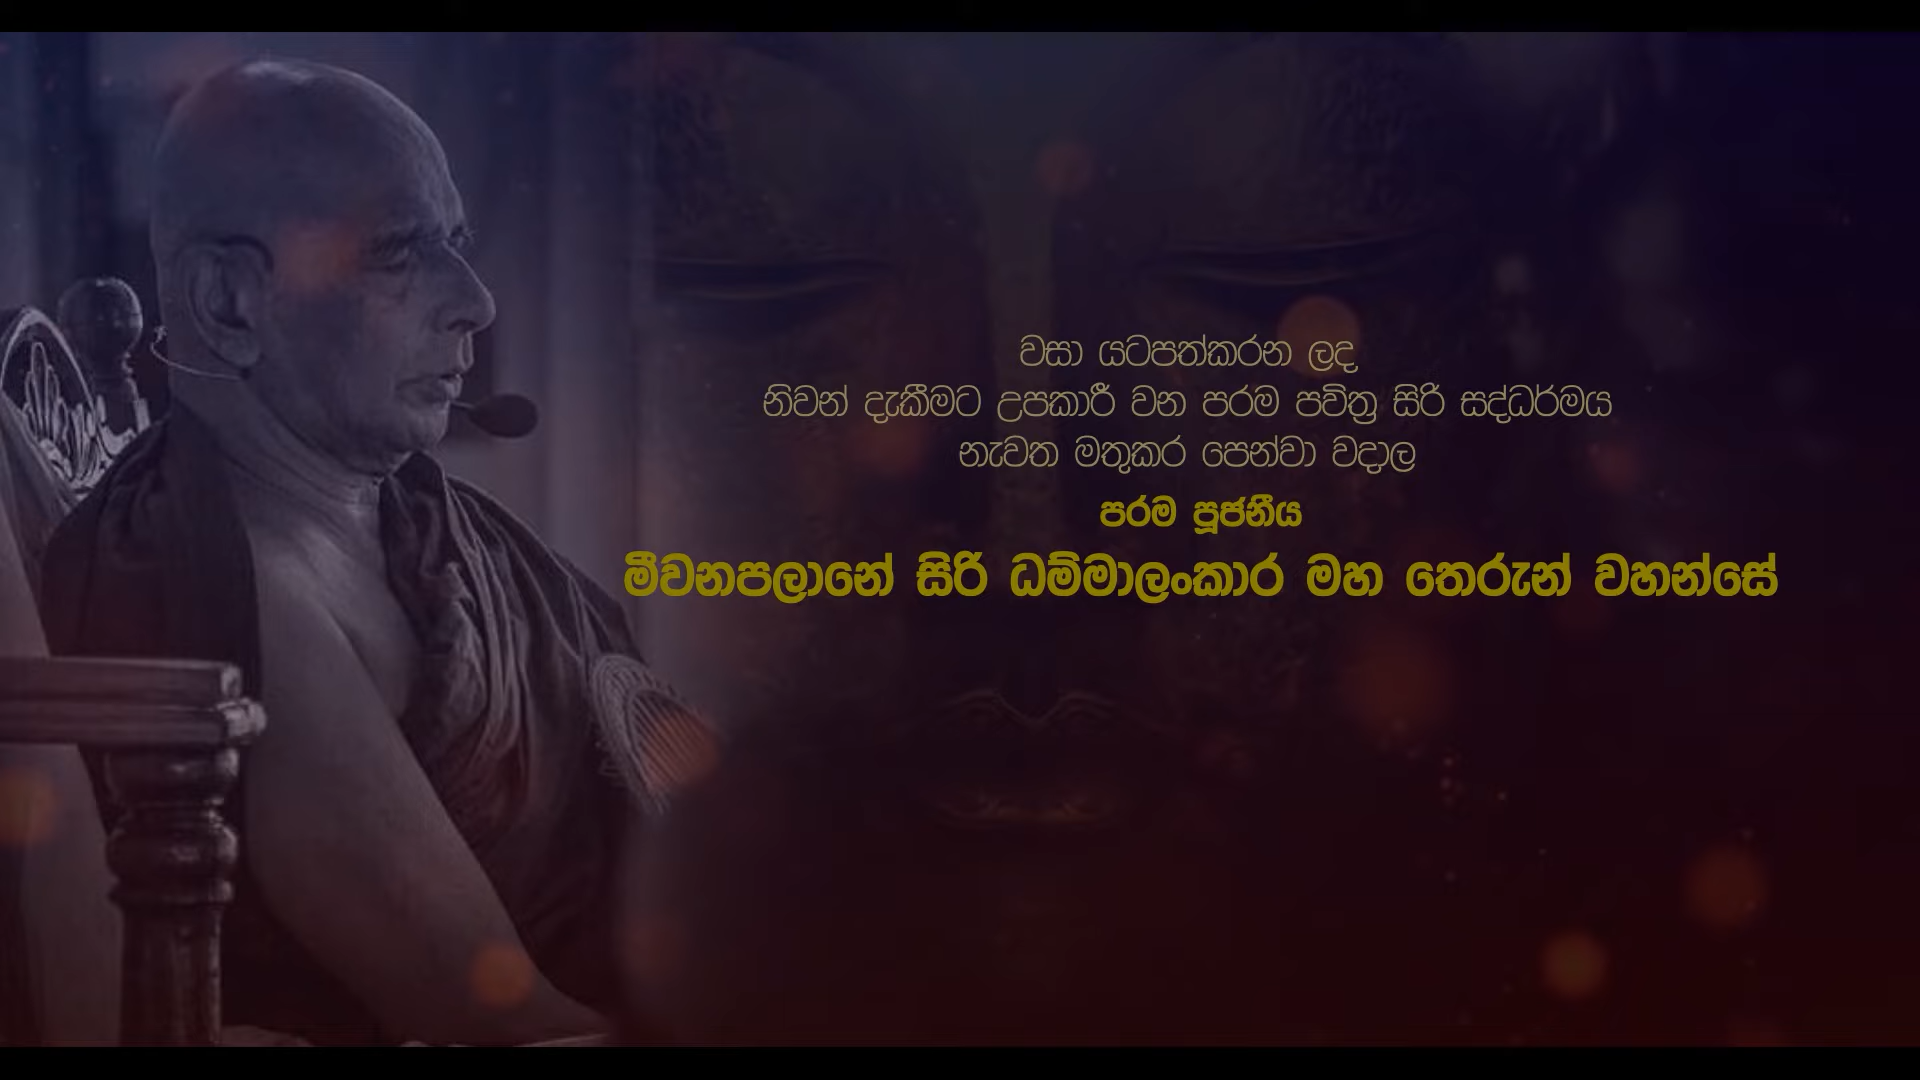 වසා යටපත්කරන ලද
නිවන් දැකීමට උපකාරී වන පරම පවිත්‍ර සිරි සද්ධර්මය
නැවත මතුකර පෙන්වා වදාල
පරම පූජනීය
මීවනපලානේ සිරි ධම්මාලංකාර මහ තෙරුන් වහන්සේ